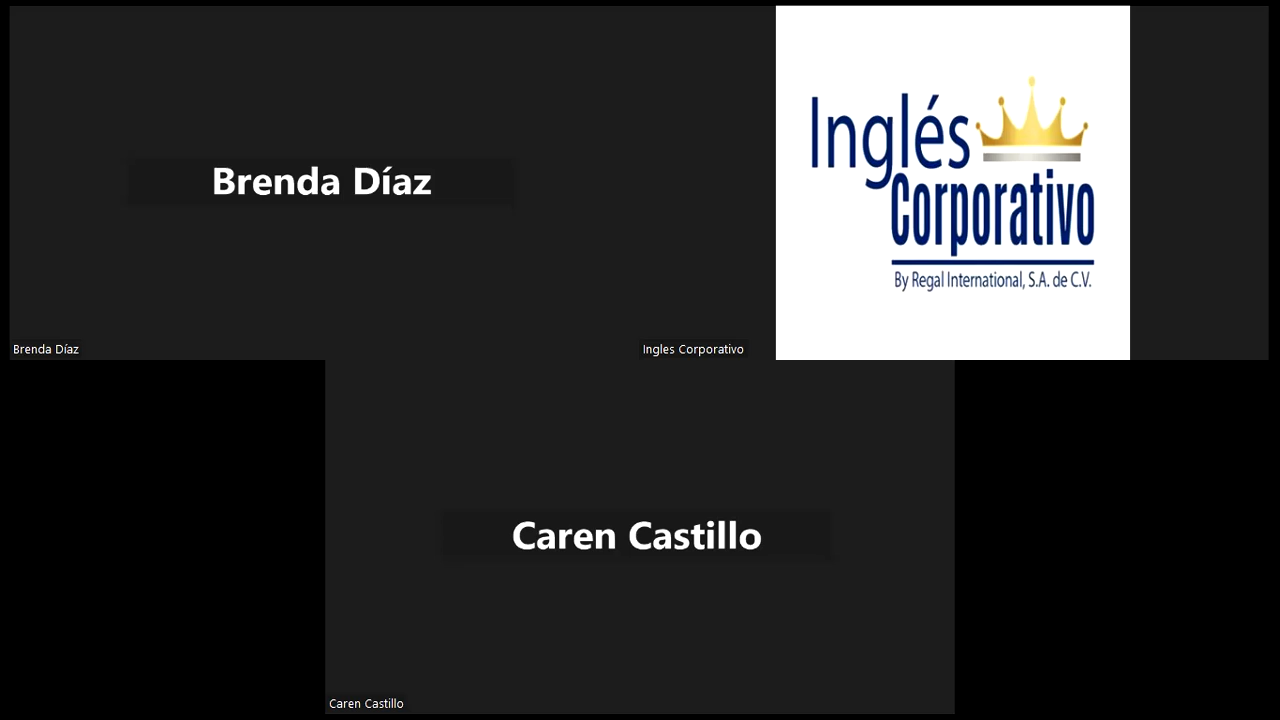 Brenda Díaz
Brenda Díaz
Inglés
Corporativo
By Regal International, S.A. de C.V.
Ingles Corporativo
Caren Castillo
Caren Castillo